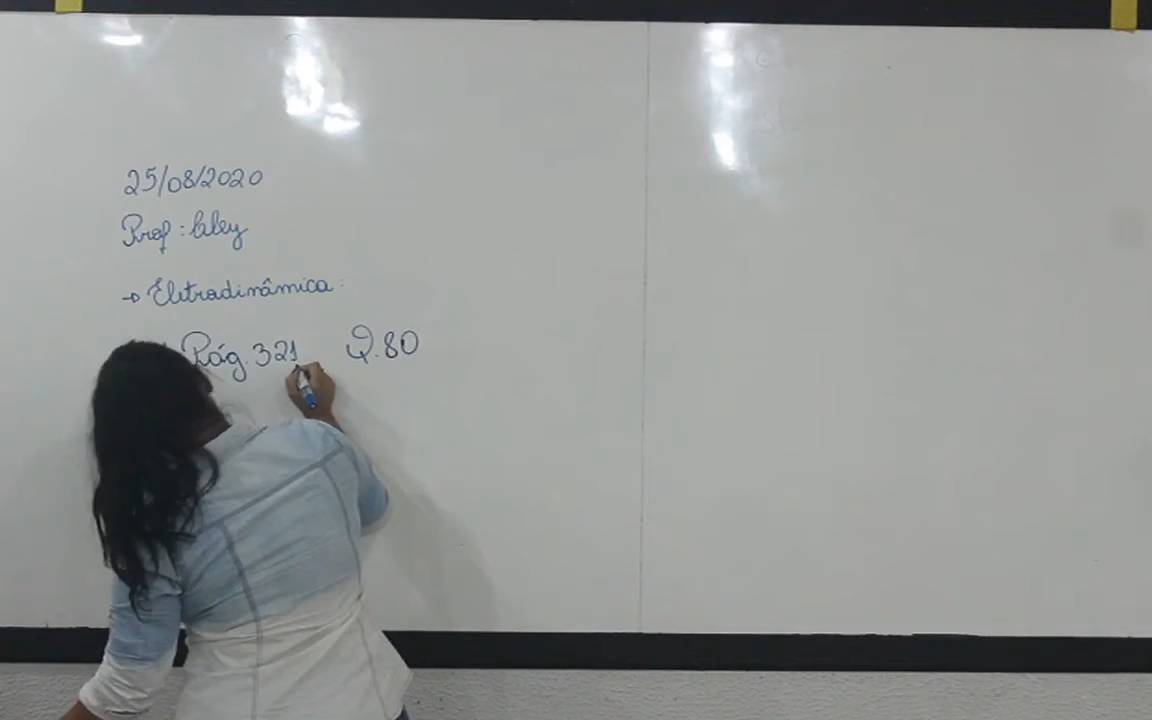 25/08/2020
Prof: Cley
→ Eletrodinâmica:
Pág. 321 Q.80